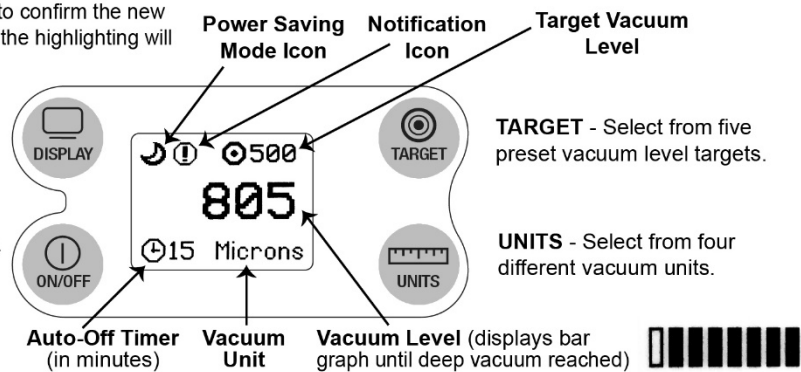 to confirm the new
the highlighting will
Power Saving
Mode Icon
Notification
Icon
Target Vacuum
Level
DISPLAY
500
TARGET
805
15 Microns
ON/OFF
UNITS
TARGET - Select from five
preset vacuum level targets.
UNITS - Select from four
different vacuum units.
Auto-Off Timer
(in minutes)
Vacuum
Unit
Vacuum Level (displays bar
graph until deep vacuum reached)